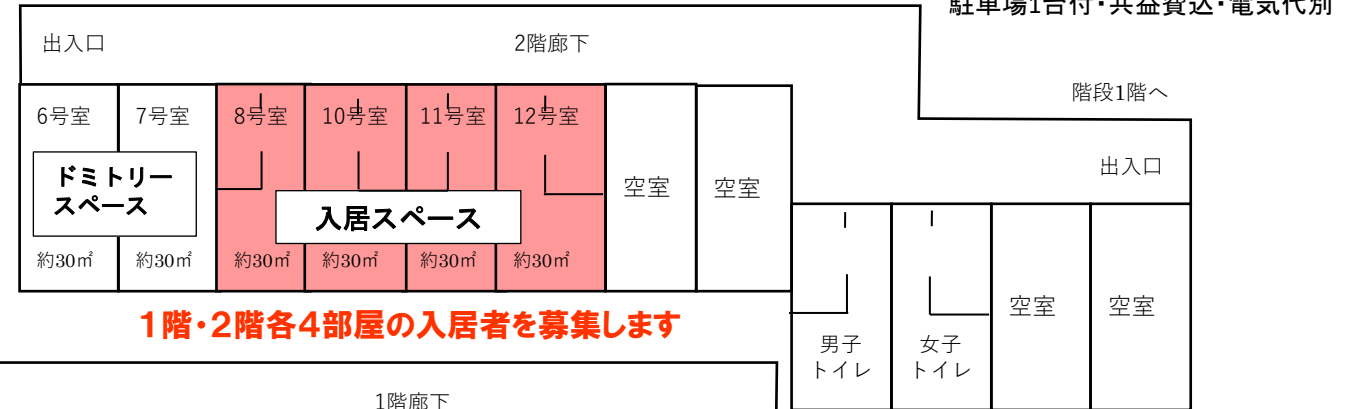 駐車場1台付・共益費込・電気代別
出入口
2階廊下
階段1階へ
6号室
7号室
8号室
10号室
11号室
12号室
出入口
ドミトリー
スペース
空室
空室
入居スペース
約30㎡
約30㎡
約30㎡
約30㎡
約30㎡
約30㎡
空室
空室
1階・2階各4部屋の入居者を募集します
男子
トイレ
女子
トイレ
1階廊下